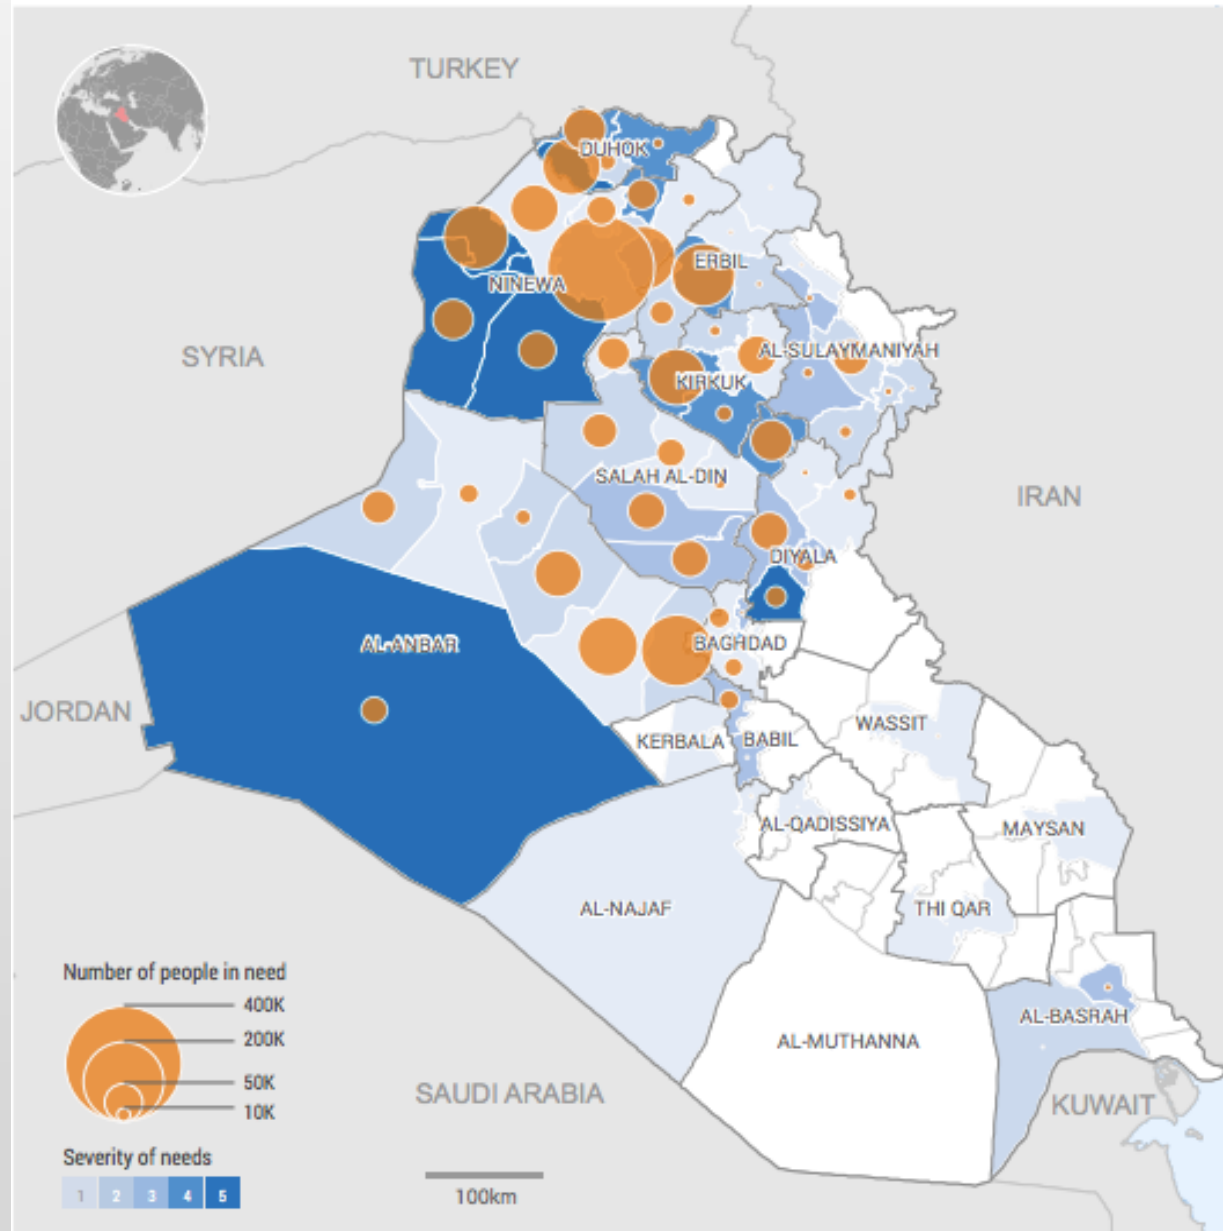 TURKEY
DUHOK
ERBIL
NINEWA
SYRIA
AL-SULAYMANIYAH
KIRKUK
SALAH AL-DIN
IRAN
DIYALA
AL-ANBAR
BAGHDAD
JORDAN
WASSIT
KERBALA
BABIL
AL-QADISSIYA
MAYSAN
AL-NAJAF
THI QAR
AL-BASRAH
AL-MUTHANNA
SAUDI ARABIA
KUWAIT
Number of people in need
400K
200K
50K
10K
Severity of needs
1 2 3 4 5
100km